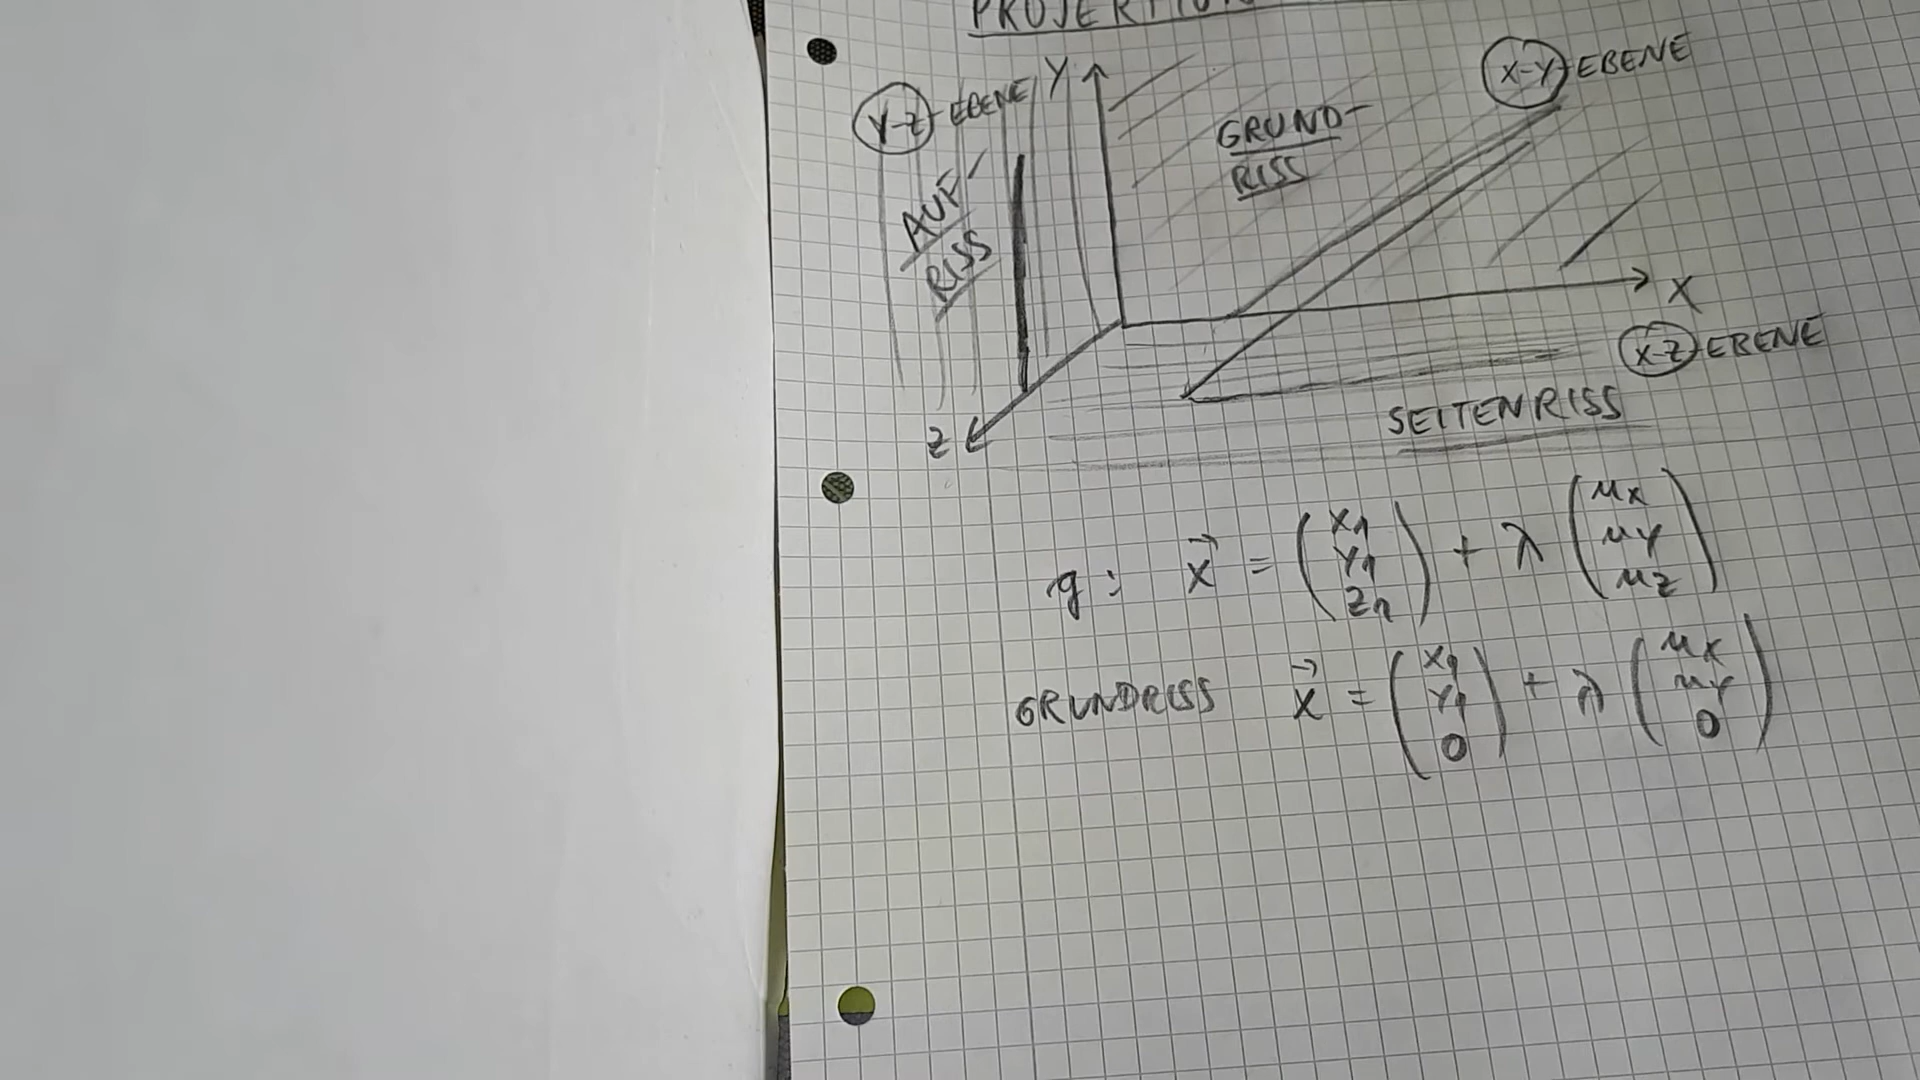 PROJEKTION
Y-Z-EBENE
Y
X-Y-EBENE
GRUND-
RISS
AUF-
RISS
X
X-Z-EBENE
Z
SEITENRISS
g: x⃗ = (x₁ y₁ z₁) + λ (ux uy uz)
GRUNDRISS x⃗ = (x₁ y₁ 0) + λ (ux uy 0)